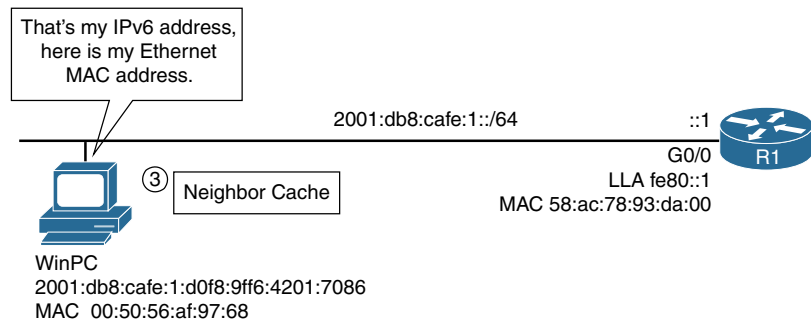 That's my IPv6 address,
here is my Ethernet
MAC address.
2001:db8:cafe:1::/64
::1
R1
G0/0
LLA fe80::1
MAC 58:ac:78:93:da:00
3
Neighbor Cache
WinPC
2001:db8:cafe:1:d0f8:9ff6:4201:7086
MAC 00:50:56:af:97:68